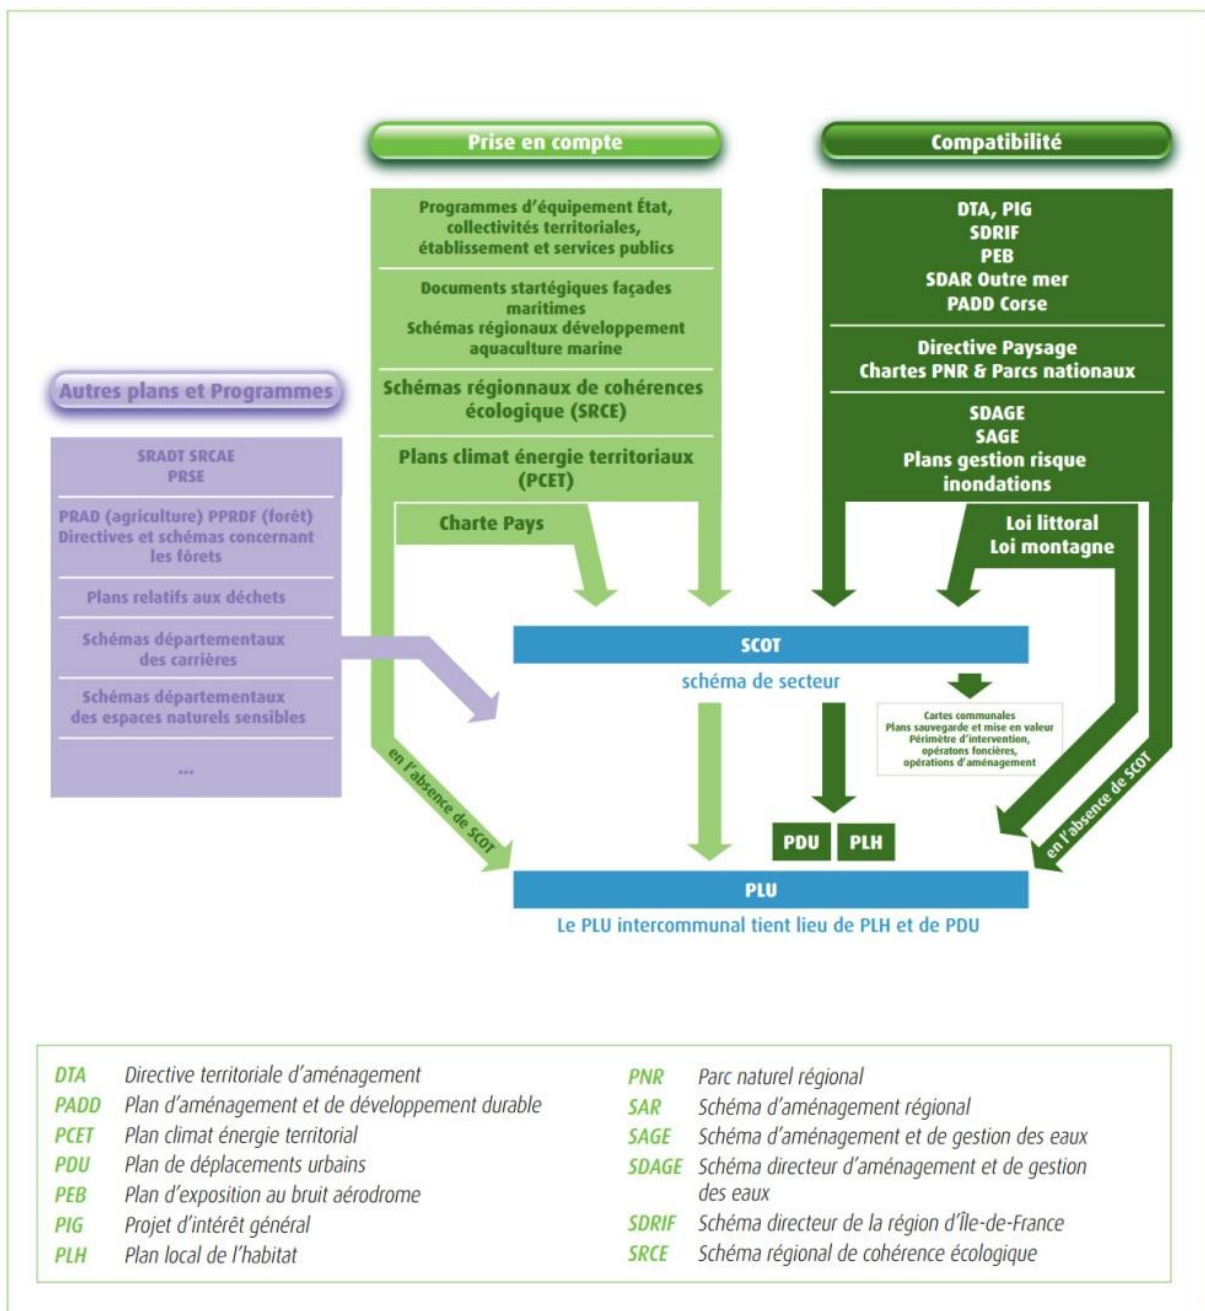 Prise en compte
Programmes d'équipement État,
collectivités territoriales,
établissement et services publics
Documents startégiques façades
maritimes
Schémas régionaux développement
aquaculture marine
Schémas régionnaux de cohérences
écologique (SRCE)
Plans climat énergie territoriaux
(PCET)
Charte Pays
Compatibilité
DTA, PIG
SDRIF
PEB
SDAR Outre mer
PADD Corse
Directive Paysage
Chartes PNR & Parcs nationaux
SDAGE
SAGE
Plans gestion risque
inondations
Loi littoral
Loi montagne
Autres plans et Programmes
SRADT SRCAE
PRSE
PRAD (agriculture) PPRDF (forêt)
Directives et schémas concernant
les fôrets
Plans relatifs aux déchets
Schémas départementaux
des carrières
Schémas départementaux
des espaces naturels sensibles
...
SCOT
schéma de secteur
Cartes communales
Plans sauvegarde et mise en valeur
Périmètre d'intervention,
opératons foncières,
opérations d'aménagement
en l'absence de SCOT
en l'absence de SCOT
PDU
PLH
PLU
Le PLU intercommunal tient lieu de PLH et de PDU
DTA Directive territoriale d'aménagement
PADD Plan d'aménagement et de développement durable
PCET Plan climat énergie territorial
PDU Plan de déplacements urbains
PEB Plan d'exposition au bruit aérodrome
PIG Projet d'intérêt général
PLH Plan local de l'habitat
PNR Parc naturel régional
SAR Schéma d'aménagement régional
SAGE Schéma d'aménagement et de gestion des eaux
SDAGE Schéma directeur d'aménagement et de gestion
des eaux
SDRIF Schéma directeur de la région d'Île-de-France
SRCE Schéma régional de cohérence écologique